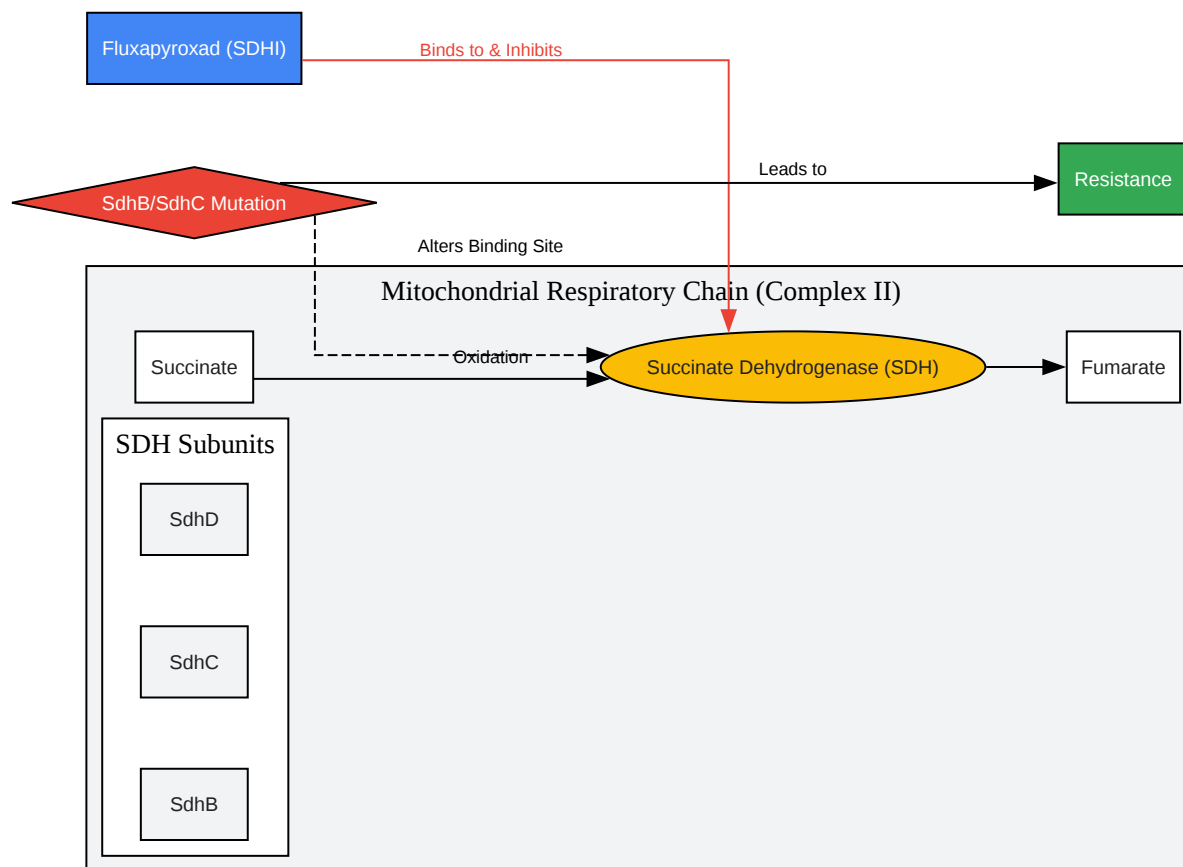 Fluxapyroxad (SDHI)
Binds to & Inhibits
Leads to
Resistance
SdhB/SdhC Mutation
Alters Binding Site
Mitochondrial Respiratory Chain (Complex II)
Succinate
Oxidation
Succinate Dehydrogenase (SDH)
Fumarate
SDH Subunits
SdhD
SdhC
SdhB